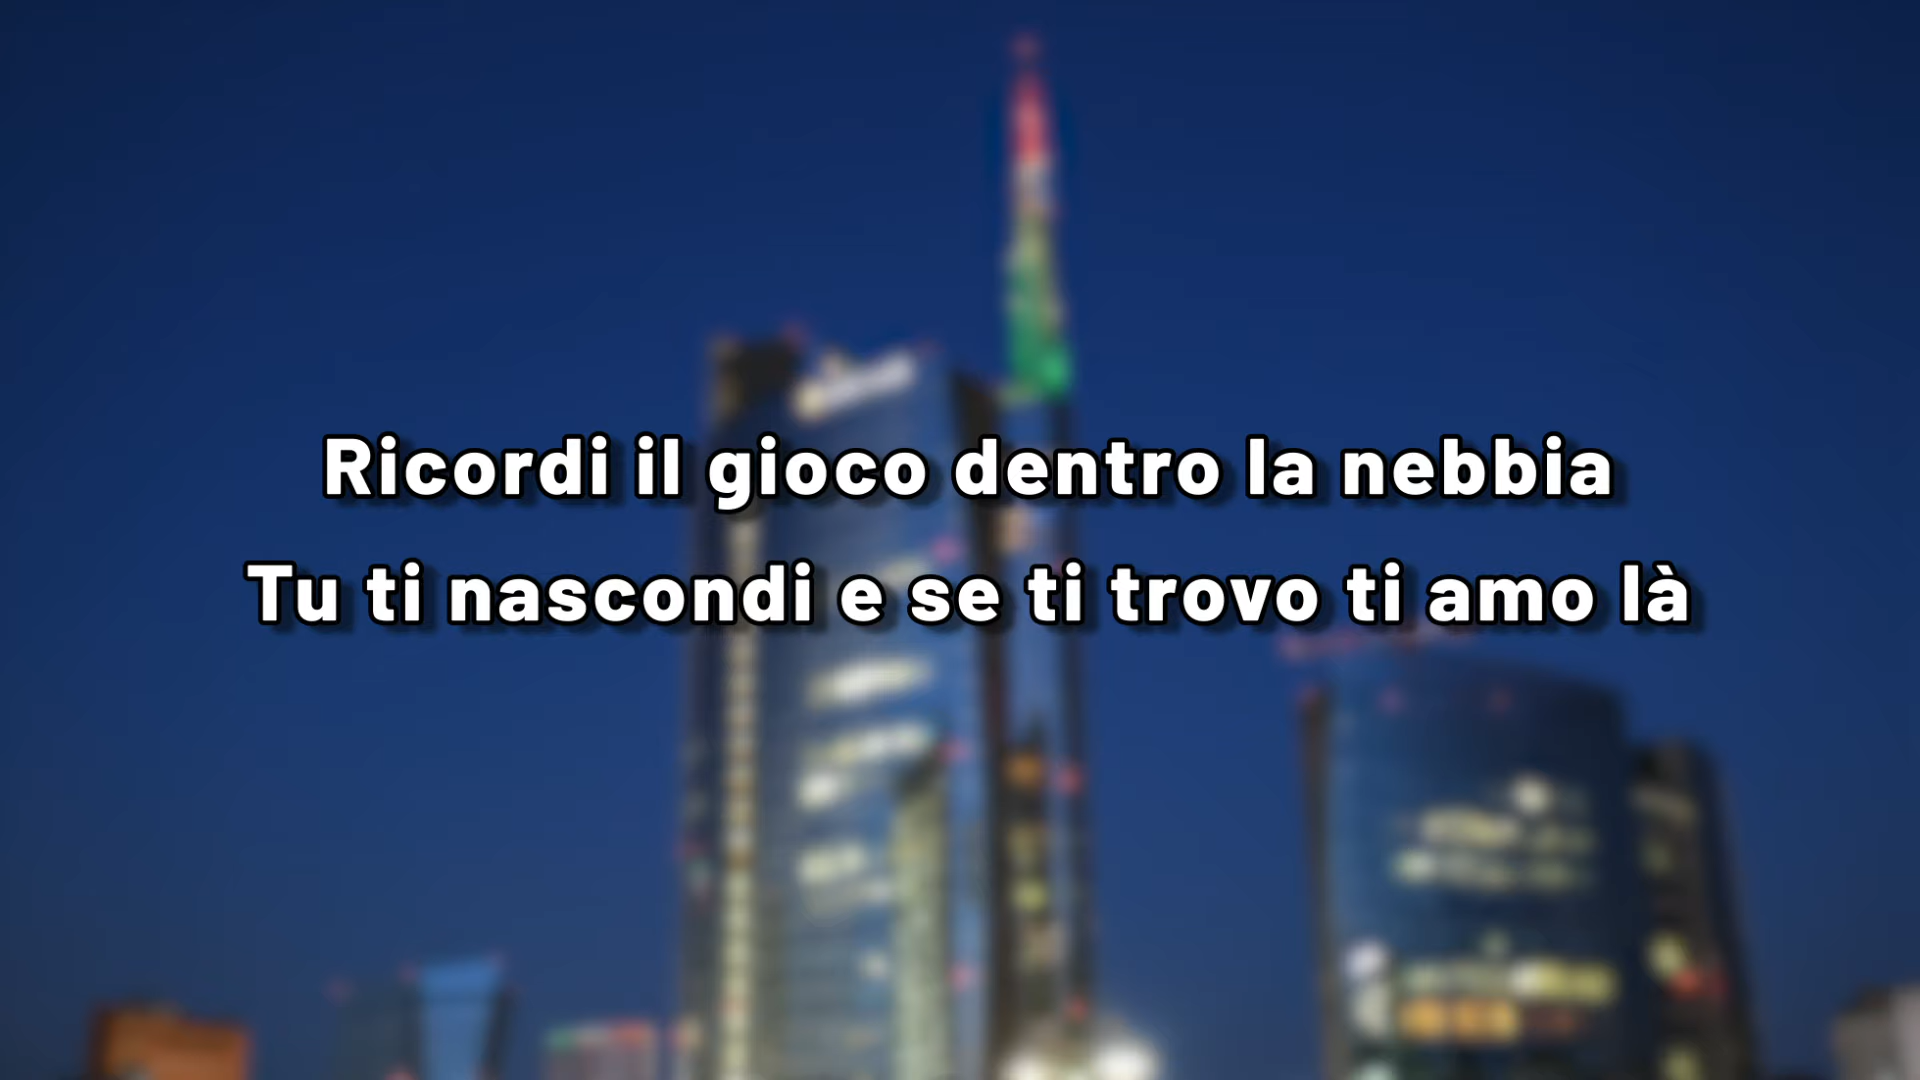 Ricordi il gioco dentro la nebbia
Tu ti nascondi e se ti trovo ti amo là